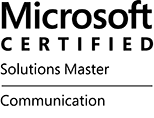 Microsoft
CERTIFIED
Solutions Master
Communication